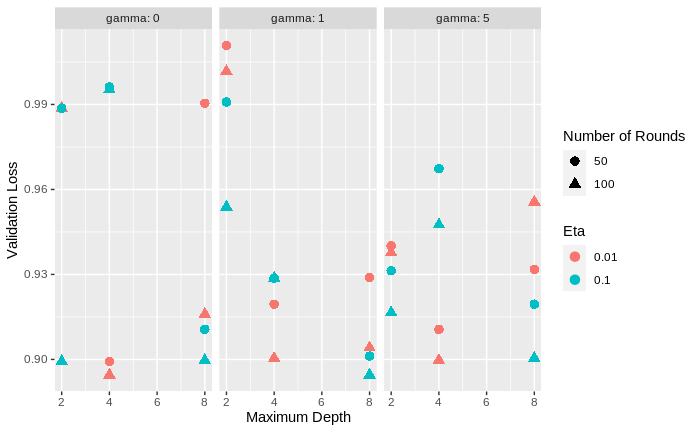 gamma: 0
gamma: 1
gamma: 5
Validation Loss
0.99
0.96
0.93
0.90
2 4 6 8
2 4 6 8
2 4 6 8
Maximum Depth
Number of Rounds
50
100
Eta
0.01
0.1